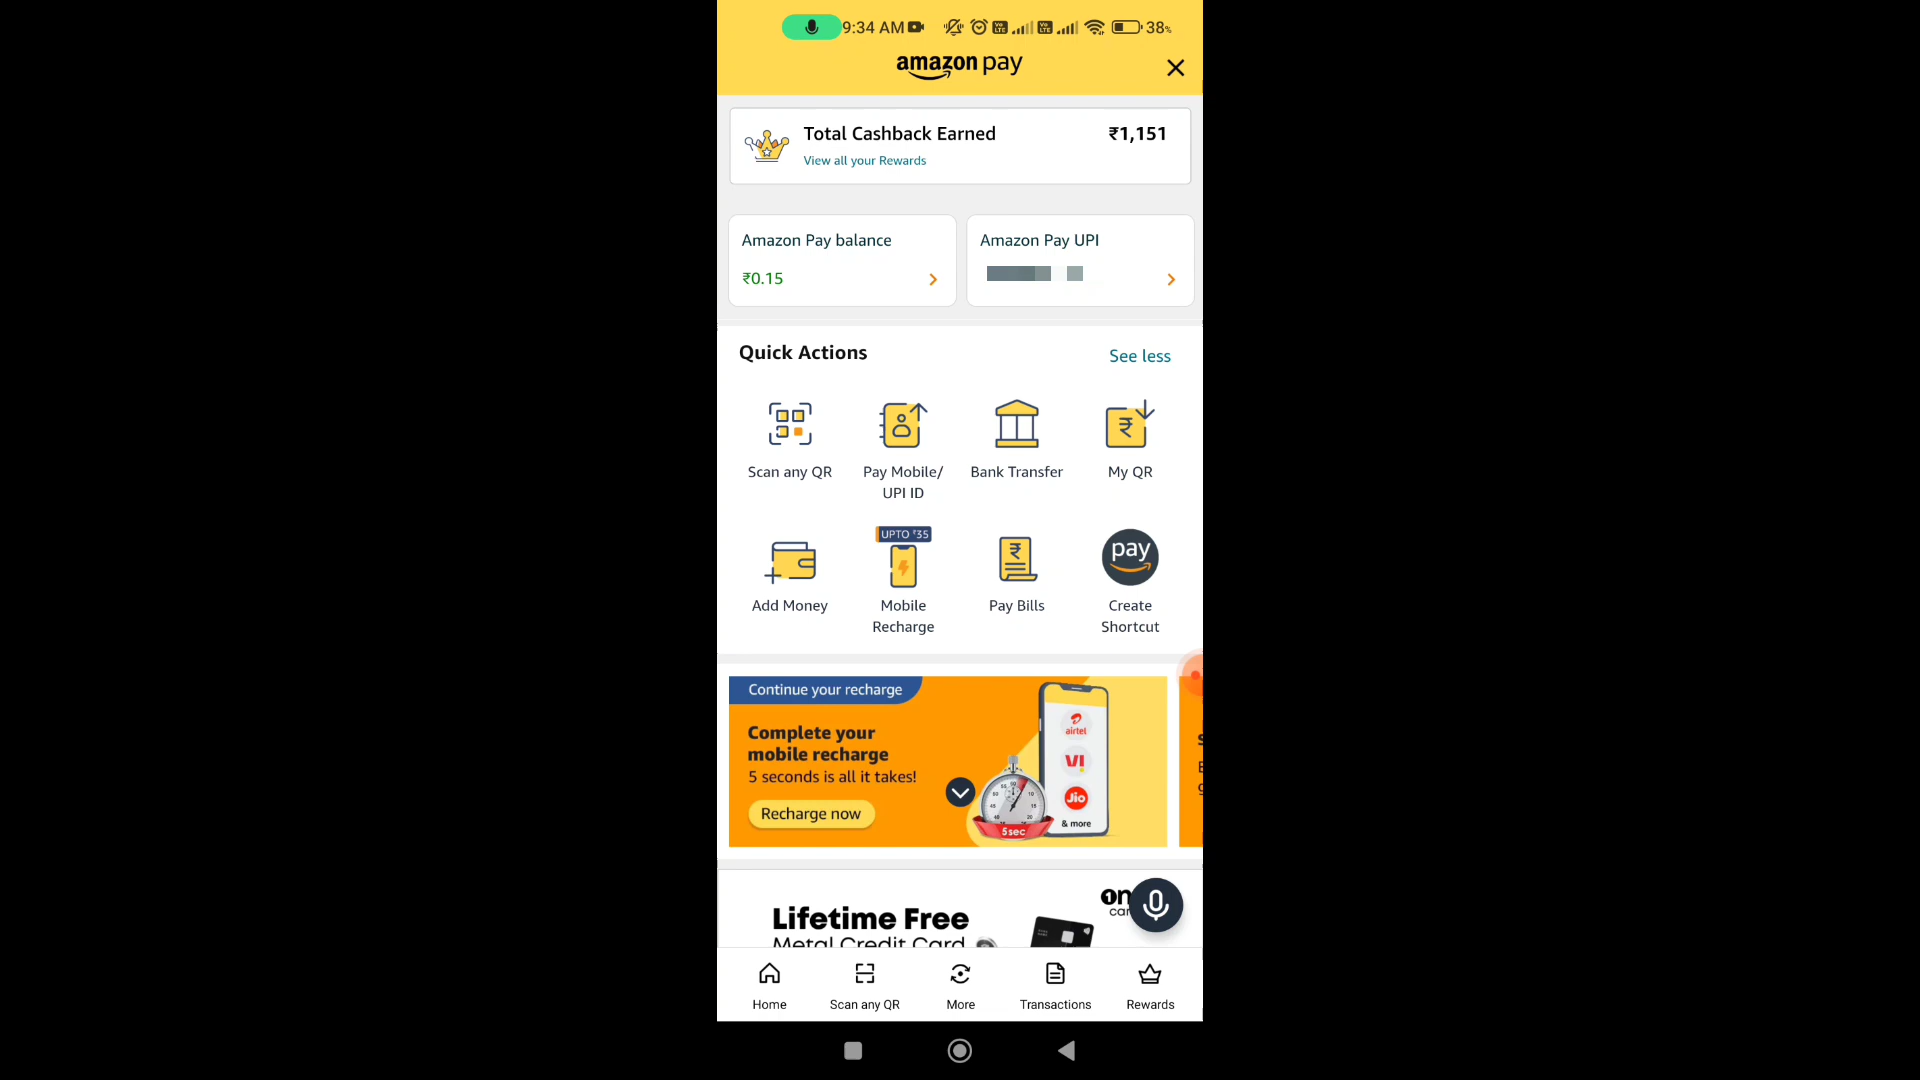 9:34 AM 38%
amazon pay
Total Cashback Earned ₹1,151
View all your Rewards
Amazon Pay balance
₹0.15
Amazon Pay UPI
Quick Actions
See less
Scan any QR
Pay Mobile/
UPI ID
Bank Transfer
My QR
UPTO ₹35
pay
Add Money
Mobile
Recharge
Pay Bills
Create
Shortcut
Continue your recharge
Complete your
mobile recharge
5 seconds is all it takes!
Recharge now
airtel
VI
Jio
& more
5sec
Lifetime Free
Metal Credit Card
Home
Scan any QR
More
Transactions
Rewards